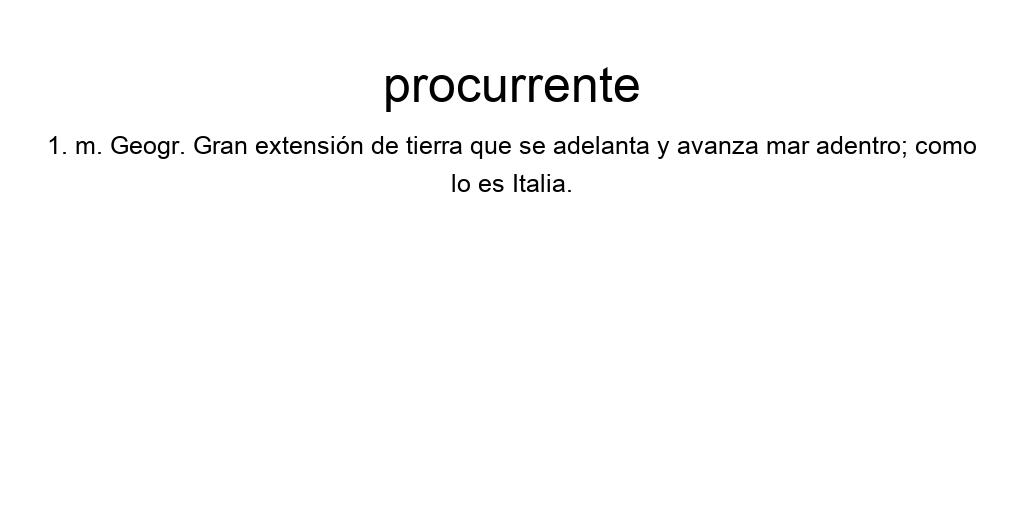 procurrente
1. m. Geogr. Gran extensión de tierra que se adelanta y avanza mar adentro; como
lo es Italia.